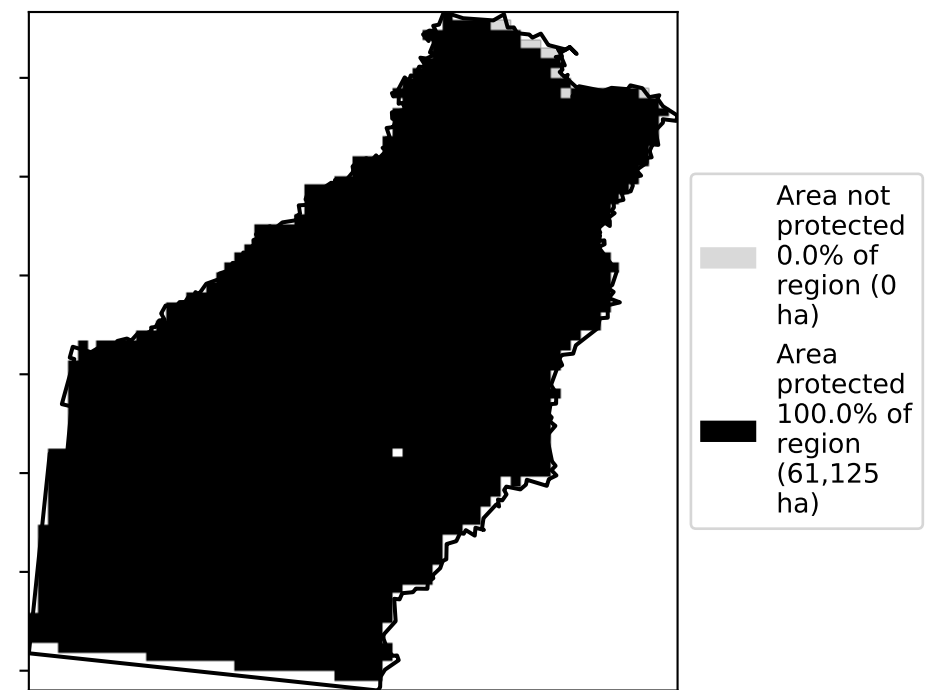 Area not
protected
0.0% of
region (0
ha)
Area
protected
100.0% of
region
(61,125
ha)